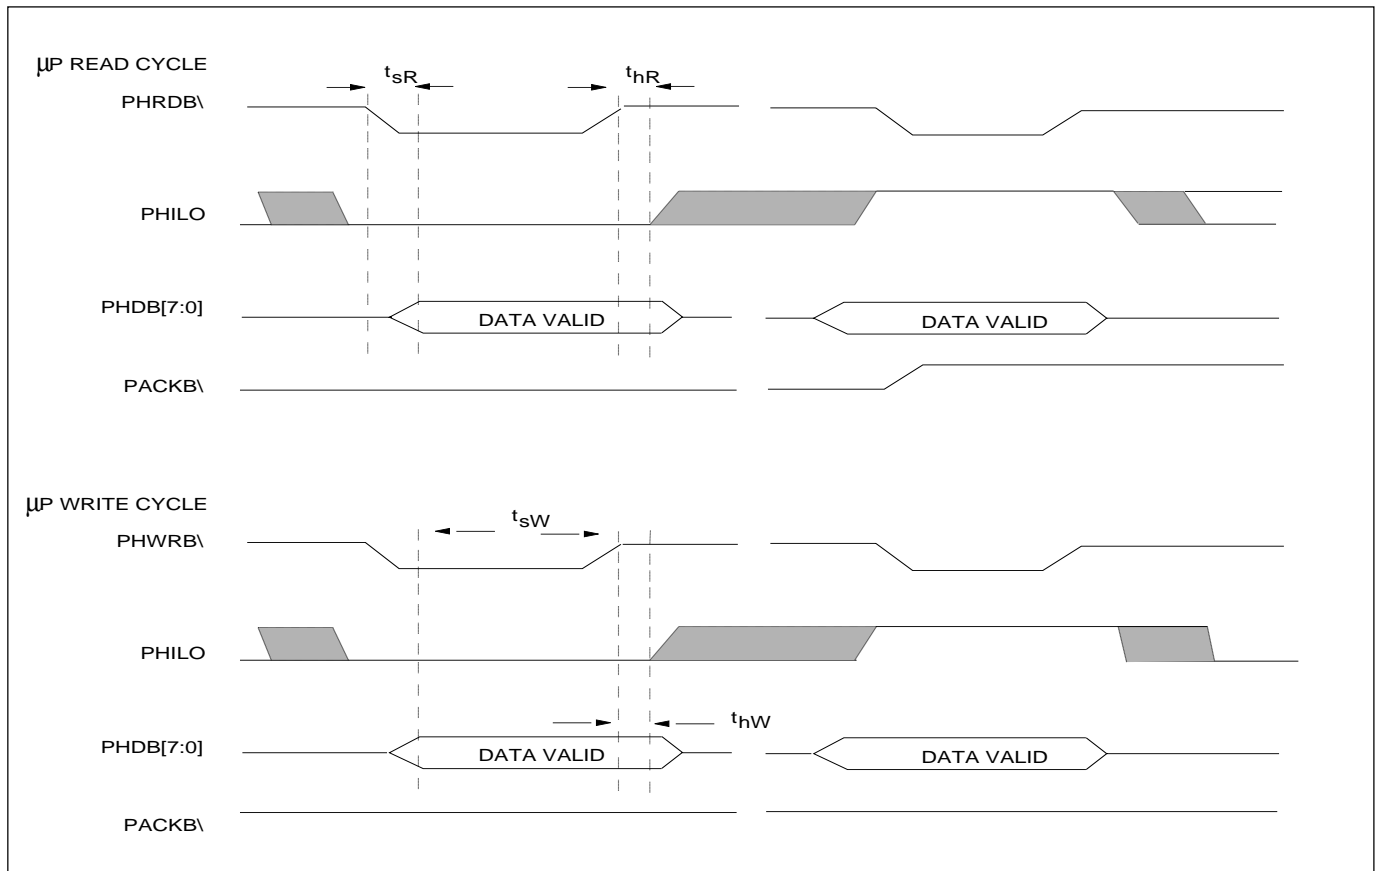 µP READ CYCLE
tsR
thR
PHRDB\
PHILO
PHDB[7:0]
DATA VALID
DATA VALID
PACKB\
µP WRITE CYCLE
tsW
PHWRB\
PHILO
thW
PHDB[7:0]
DATA VALID
DATA VALID
PACKB\